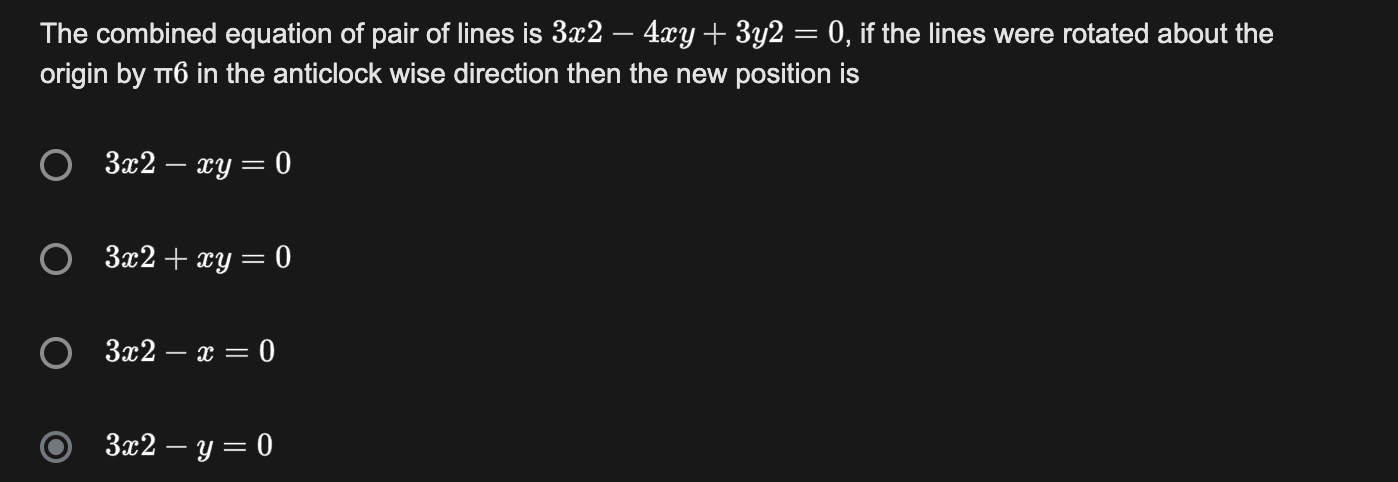 The combined equation of pair of lines is 3x2 − 4xy + 3y2 = 0, if the lines were rotated about the
origin by π6 in the anticlock wise direction then the new position is
3x2 − xy = 0
3x2 + xy = 0
3x2 − x = 0
3x2 − y = 0